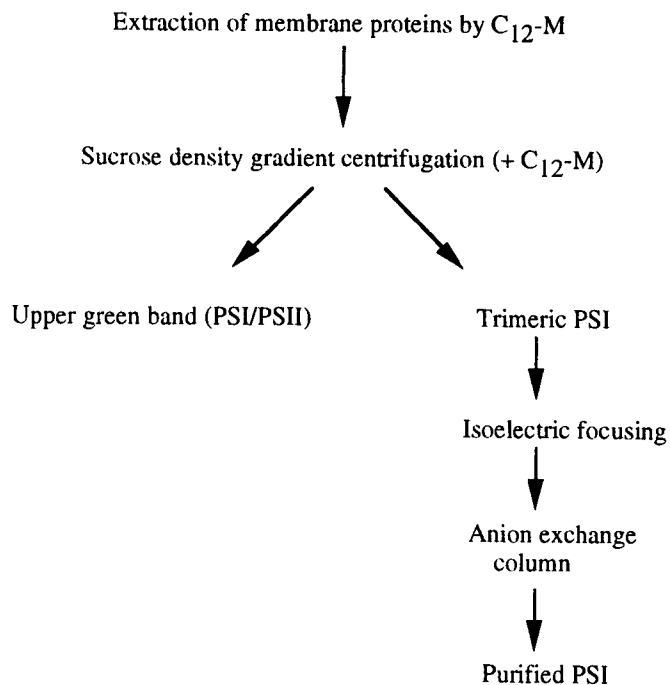 Extraction of membrane proteins by C12-M
Sucrose density gradient centrifugation (+ C12-M)
Upper green band (PSI/PSII)
Trimeric PSI
Isoelectric focusing
Anion exchange
column
Purified PSI